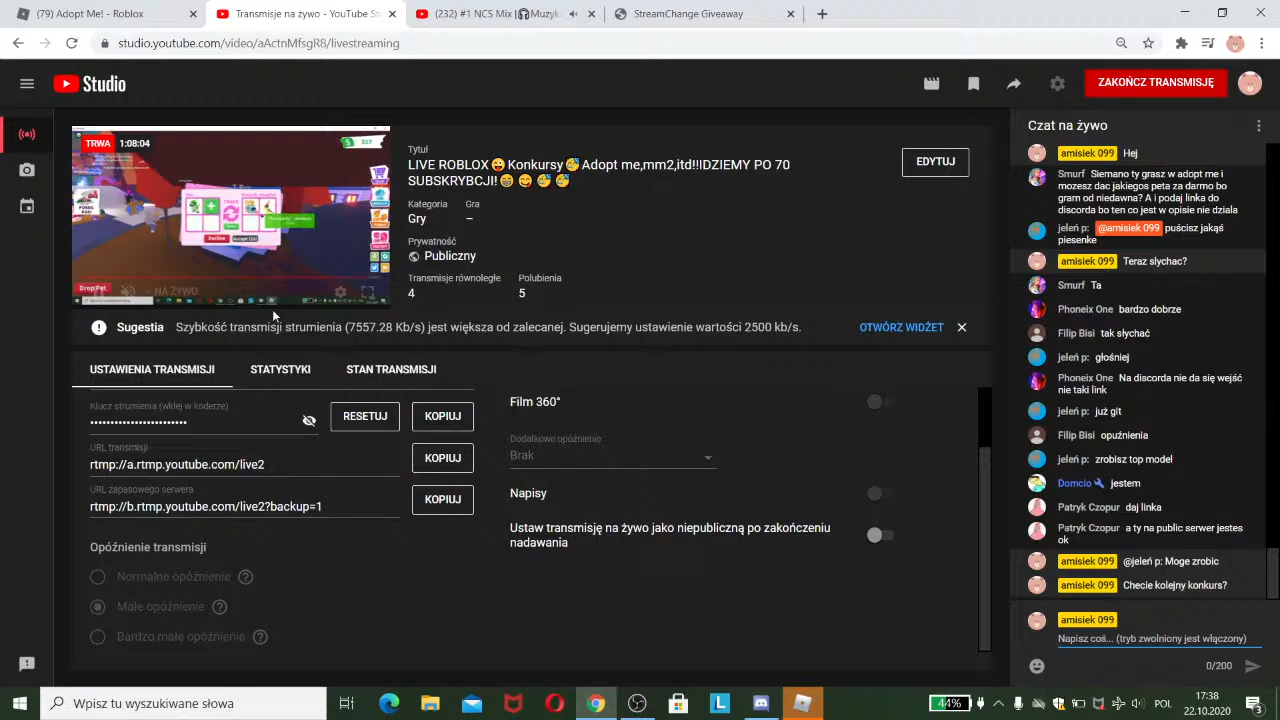 (79) Adopt Me! - Roblox
Transmisje na żywo - YouTube St
(232) #1 NCS Mix | Muzyk
StreamChange Giveaway
studio.youtube.com/video/aActnMfsgR8/livestreaming
Studio
ZAKOŃCZ TRANSMISJĘ
TRWA 1:08:04
NA ŻYWO
Drop Pet
Tytuł
LIVE ROBLOX😜Konkursy🥳Adopt me,mm2,itd!!IDZIEMY PO 70
SUBSKRYBCJI!😁 😋 🥳 🥳
EDYTUJ
Kategoria Gra
Gry –
Prywatność
Publiczny
Transmisje równoległe Polubienia
4 5
Sugestia Szybkość transmisji strumienia (7557.28 Kb/s) jest większa od zalecanej. Sugerujemy ustawienie wartości 2500 kb/s.
OTWÓRZ WIDŻET
USTAWIENIA TRANSMISJI STATYSTYKI STAN TRANSMISJI
Klucz strumienia (wklej w koderze)
••••••••••••••••••••••••
RESETUJ KOPIUJ
URL transmisji
rtmp://a.rtmp.youtube.com/live2
KOPIUJ
URL zapasowego serwera
rtmp://b.rtmp.youtube.com/live2?backup=1
KOPIUJ
Opóźnienie transmisji
Normalne opóźnienie
Małe opóźnienie
Bardzo małe opóźnienie
Film 360°
Dodatkowe opóźnienie
Brak
Napisy
Ustaw transmisję na żywo jako niepubliczną po zakończeniu
nadawania
Czat na żywo
amisiek 099 Hej
Smurf Siemano ty grasz w adopt me i
mozesz dac jakiegos peta za darmo bo
gram od niedawna? A i podaj linka do
discorda bo ten co jest w opisie nie dziala
jeleń p: @amisiek 099 puścisz jakąś
piesenke
amisiek 099 Teraz slychac?
Smurf Ta
Phoneix One bardzo dobrze
Filip Bisi tak słychać
jeleń p: głośniej
Phoneix One Na discorda nie da się wejść
nie taki link
jeleń p: już git
Filip Bisi opuźnienia
jeleń p: zrobisz top model
Domcio jestem
Patryk Czopur daj linka
Patryk Czopur a ty na public serwer jestes
ok
amisiek 099 @jeleń p: Moge zrobic
amisiek 099 Checie kolejny konkurs?
amisiek 099
Napisz coś... (tryb zwolniony jest włączony)
0/200
Wpisz tu wyszukiwane słowa
44%
POL
17:38
22.10.2020
3